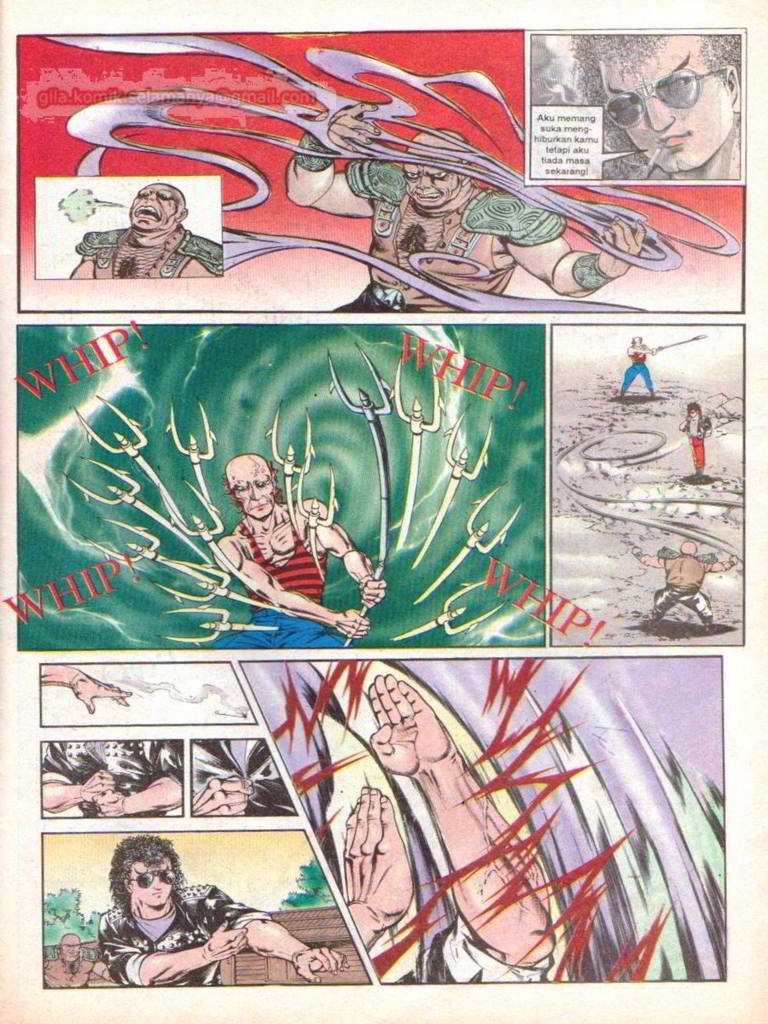 gila.komik.selamanya@gmail.com
Aku memang
suka meng-
hiburkan kamu
tetapi aku
tiada masa
sekarang!
WHIP!
WHIP!
WHIP!
WHIP!